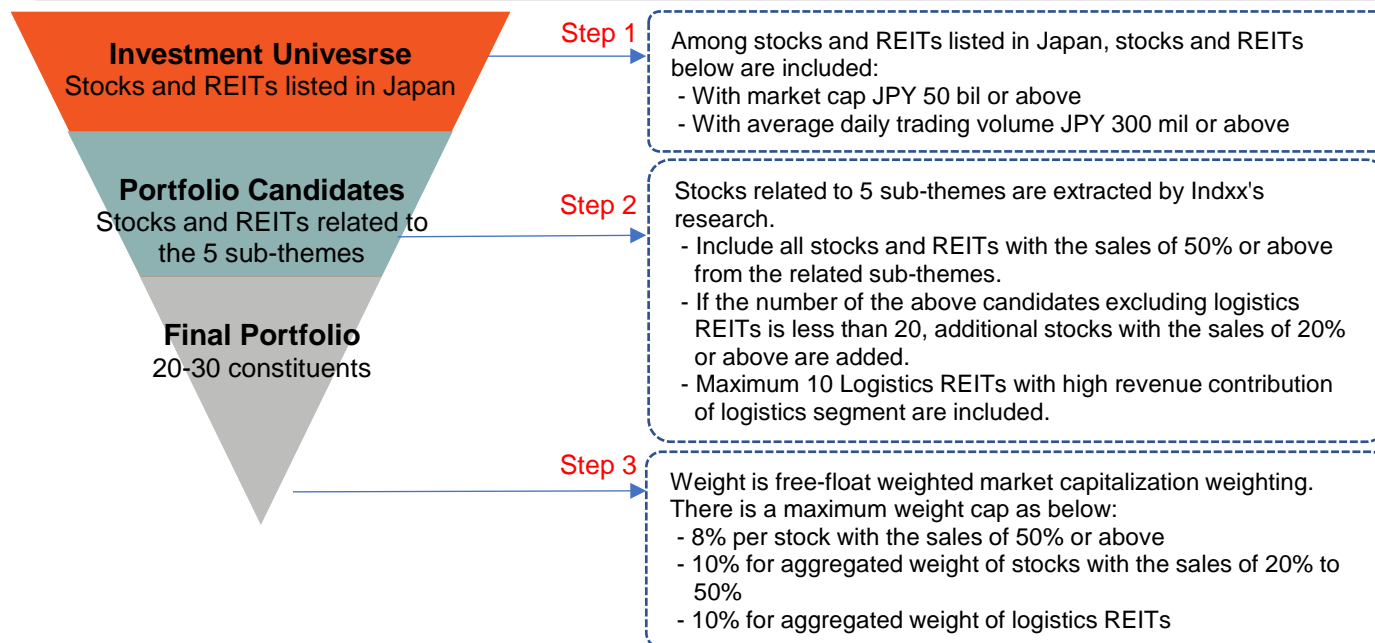 Investment Univesrse
Stocks and REITs listed in Japan
Step 1
Among stocks and REITs listed in Japan, stocks and REITs
below are included:
- With market cap JPY 50 bil or above
- With average daily trading volume JPY 300 mil or above
Portfolio Candidates
Stocks and REITs related to
the 5 sub-themes
Step 2
Stocks related to 5 sub-themes are extracted by Indxx's
research.
- Include all stocks and REITs with the sales of 50% or above
from the related sub-themes.
- If the number of the above candidates excluding logistics
REITs is less than 20, additional stocks with the sales of 20%
or above are added.
- Maximum 10 Logistics REITs with high revenue contribution
of logistics segment are included.
Final Portfolio
20-30 constituents
Step 3
Weight is free-float weighted market capitalization weighting.
There is a maximum weight cap as below:
- 8% per stock with the sales of 50% or above
- 10% for aggregated weight of stocks with the sales of 20% to
50%
- 10% for aggregated weight of logistics REITs